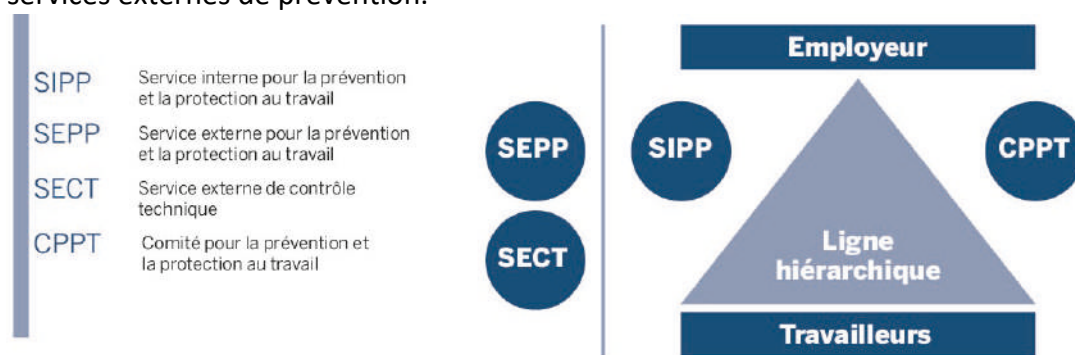 services externes de prévention.
SIPP Service interne pour la prévention
et la protection au travail
SEPP Service externe pour la prévention
et la protection au travail
SECT Service externe de contrôle
technique
CPPT Comité pour la prévention et
la protection au travail
SEPP
SECT
Employeur
SIPP
CPPT
Ligne
hiérarchique
Travailleurs